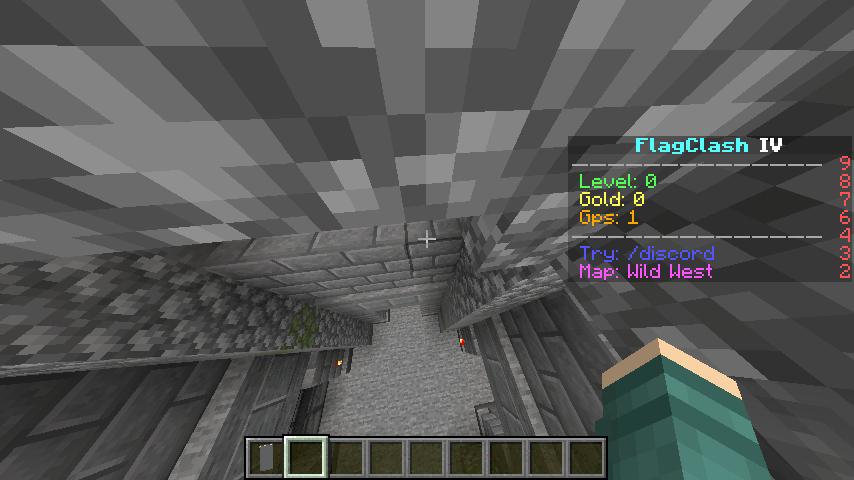 FlagClash IV
9
Level: 0 8
Gold: 0 7
Gps: 1 6
4
Try: /discord 3
Map: Wild West 2